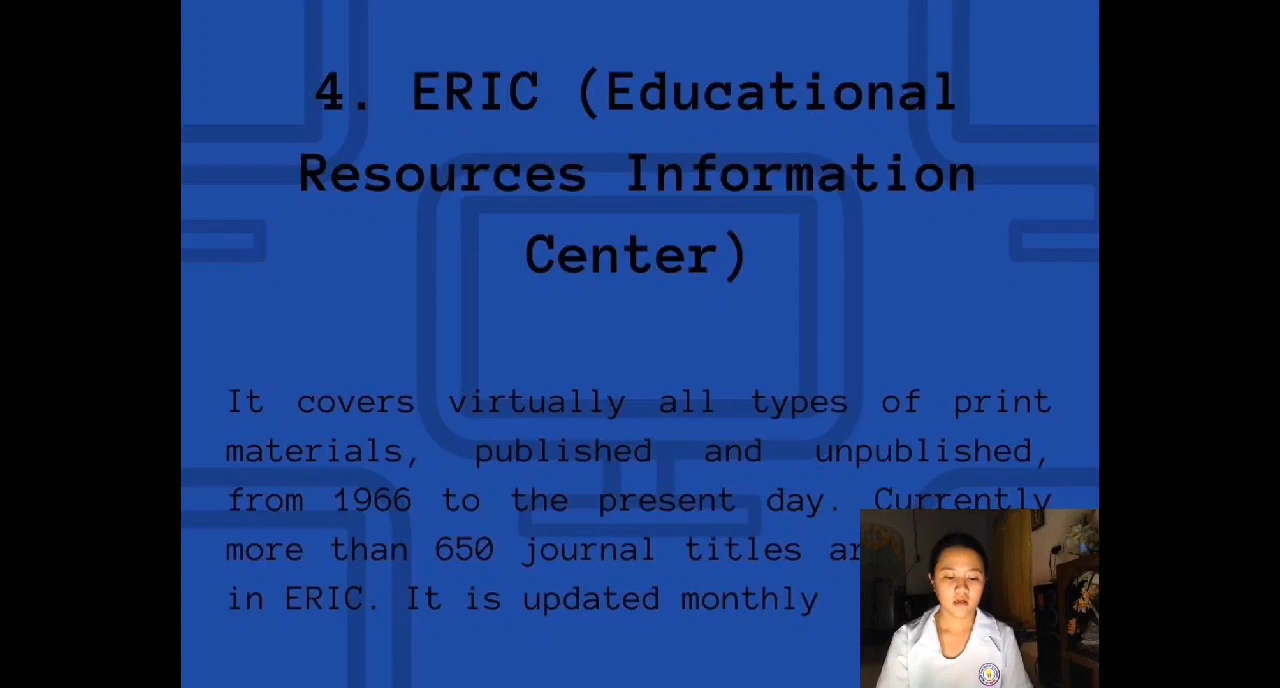 4. ERIC (Educational
Resources Information
Center)
It covers virtually all types of print
materials, published and unpublished,
from 1966 to the present day. Currently
more than 650 journal titles
in ERIC. It is updated monthly